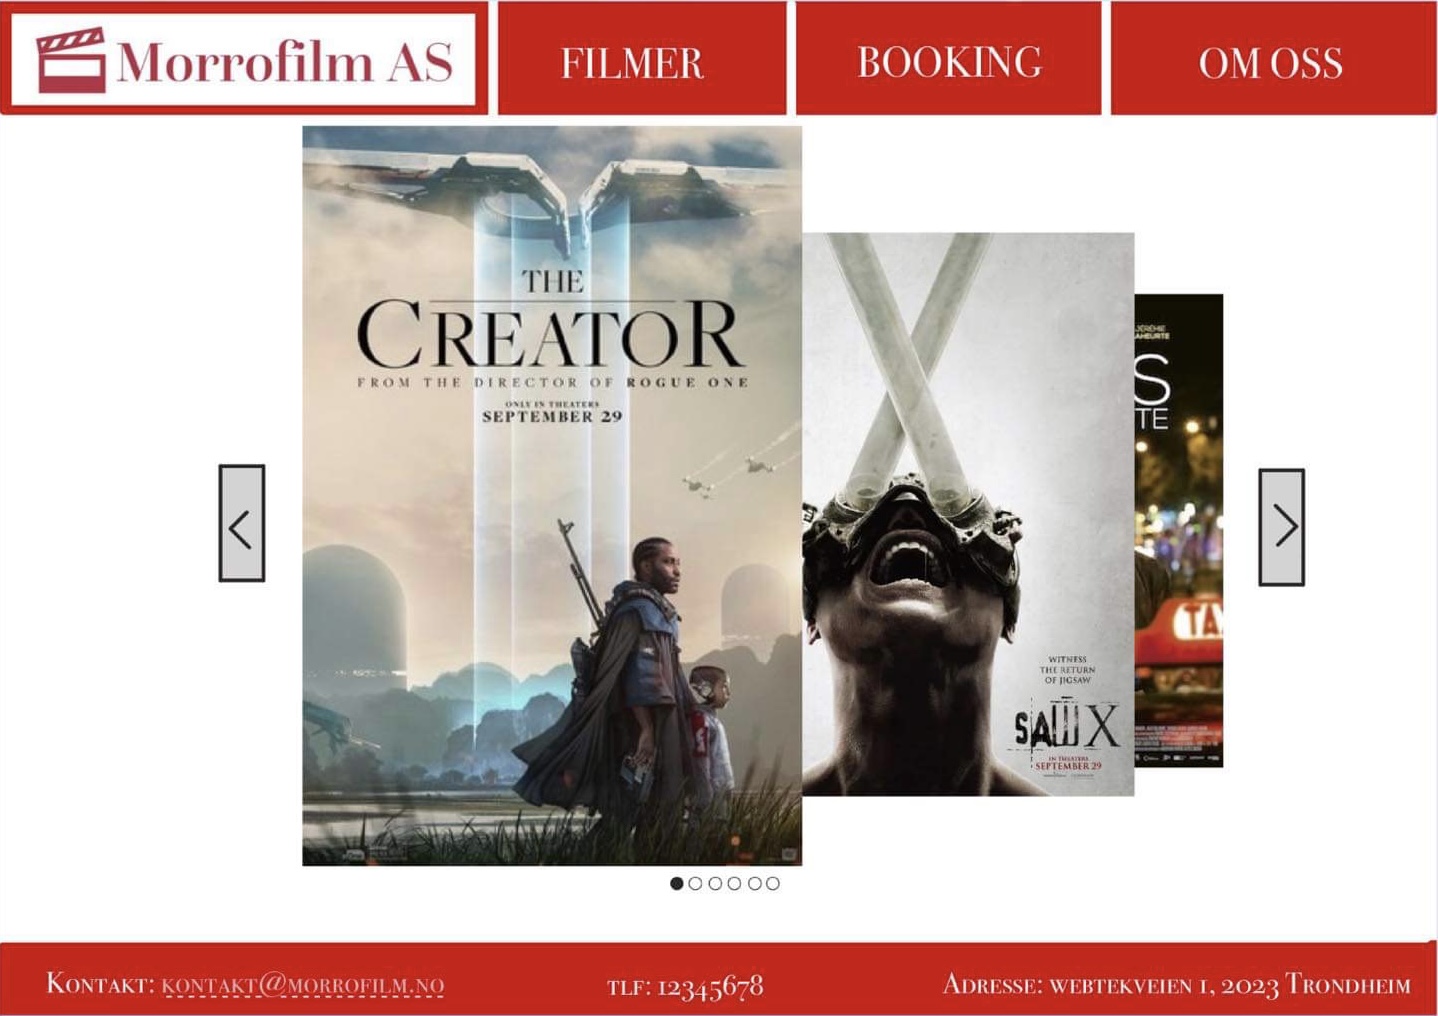 Morrofilm AS
FILMER
BOOKING
OM OSS
THE
CREATOR
FROM THE DIRECTOR OF ROGUE ONE
ONLY IN THEATERS
SEPTEMBER 29
WITNESS
THE RETURN
OF JIGSAW
SAW X
IN THEATERS
SEPTEMBER 29
JÉRÉMIE
S
TE
TA
KONTAKT: KONTAKT@MORROFILM.NO
TLF: 12345678
ADRESSE: WEBTEKVEIEN 1, 2023 TRONDHEIM